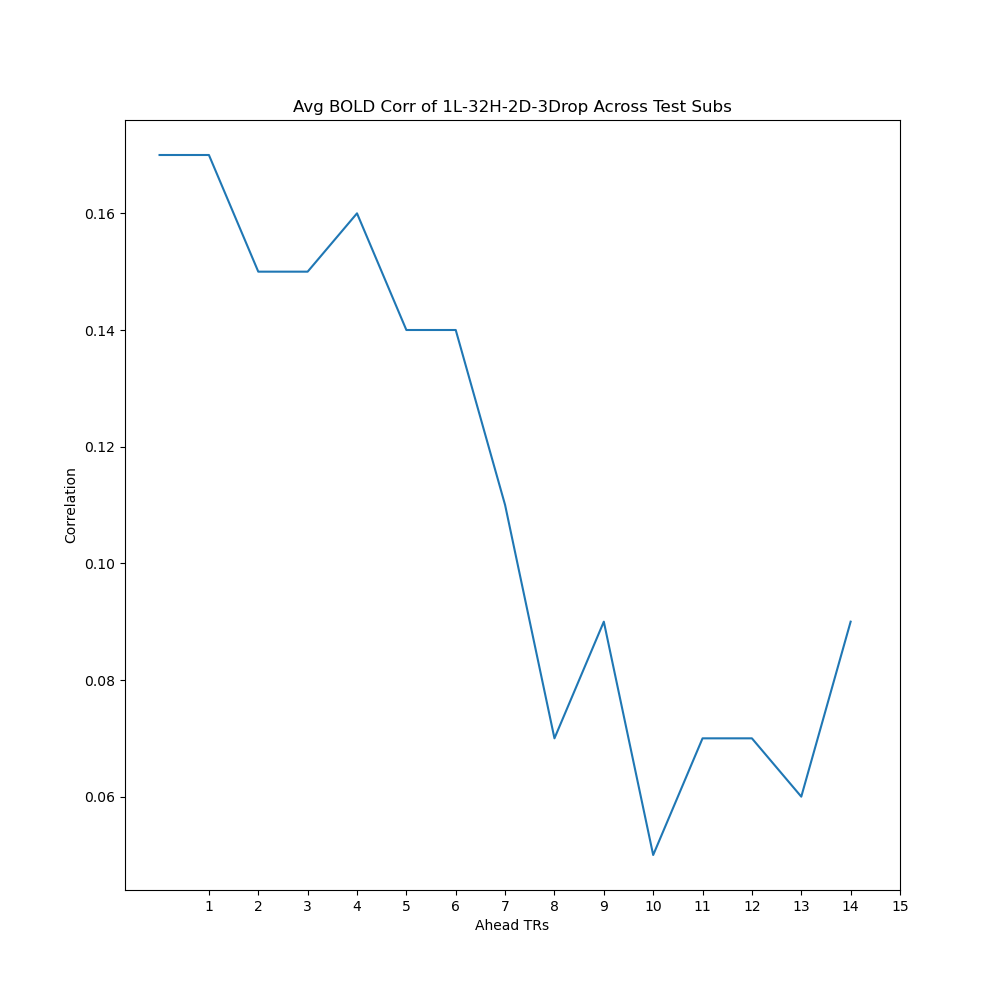 Avg BOLD Corr of 1L-32H-2D-3Drop Across Test Subs
0.16
0.14
0.12
0.10
0.08
0.06
Correlation
1 2 3 4 5 6 7 8 9 10 11 12 13 14 15
Ahead TRs